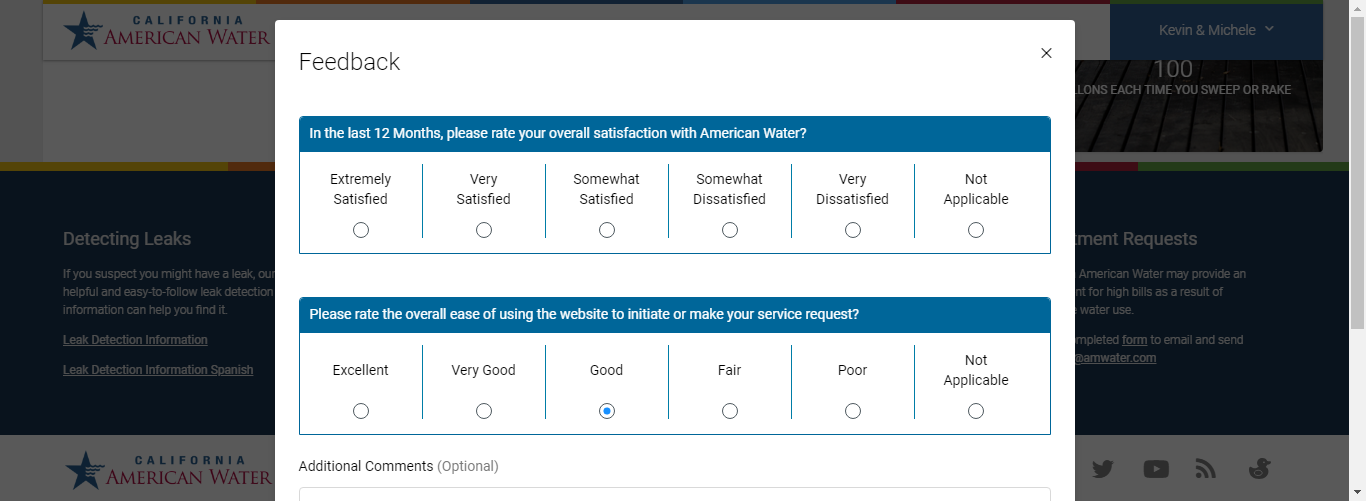 CALIFORNIA
AMERICAN WATER
Kevin & Michele
Feedback
100
LLONS EACH TIME YOU SWEEP OR RAKE
In the last 12 Months, please rate your overall satisfaction with American Water?
Extremely Satisfied
Very Satisfied
Somewhat Satisfied
Somewhat Dissatisfied
Very Dissatisfied
Not Applicable
Detecting Leaks
If you suspect you might have a leak, our
helpful and easy-to-follow leak detection
information can help you find it.
Leak Detection Information
Leak Detection Information Spanish
Please rate the overall ease of using the website to initiate or make your service request?
Excellent
Very Good
Good
Fair
Poor
Not Applicable
Additional Comments (Optional)
tment Requests
American Water may provide an
nt for high bills as a result of
water use.
mpleted form to email and send
@amwater.com
CALIFORNIA
AMERICAN WATER